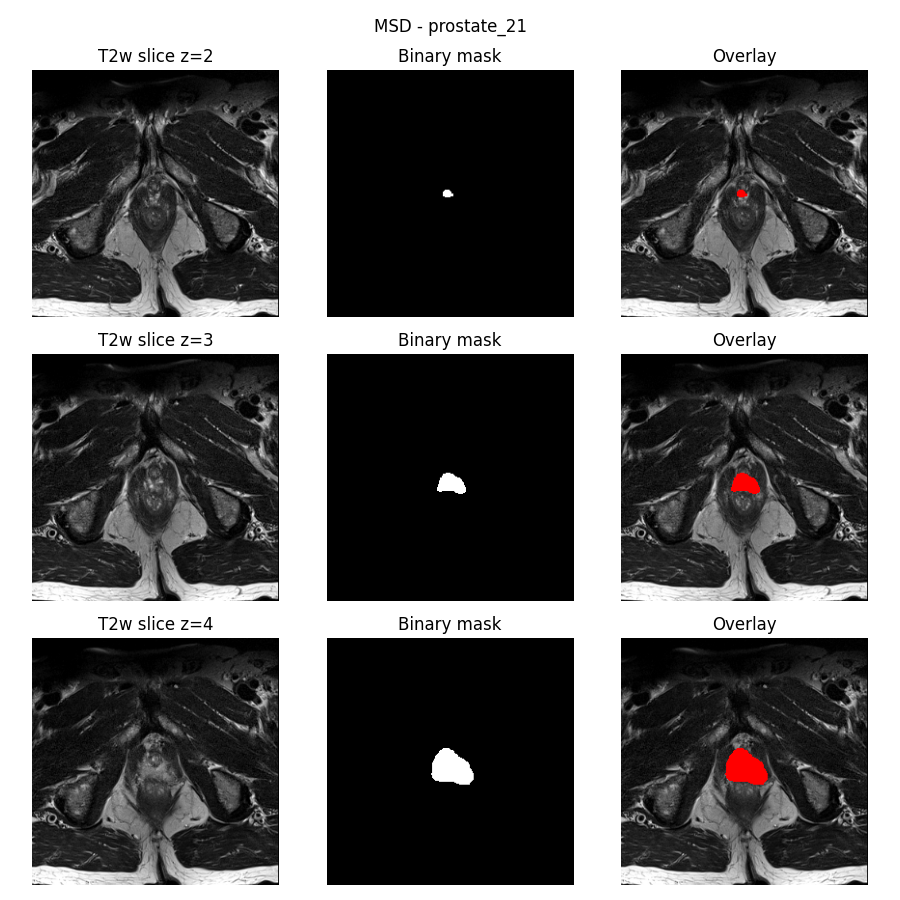 MSD - prostate_21
T2w slice z=2
Binary mask
Overlay
T2w slice z=3
Binary mask
Overlay
T2w slice z=4
Binary mask
Overlay